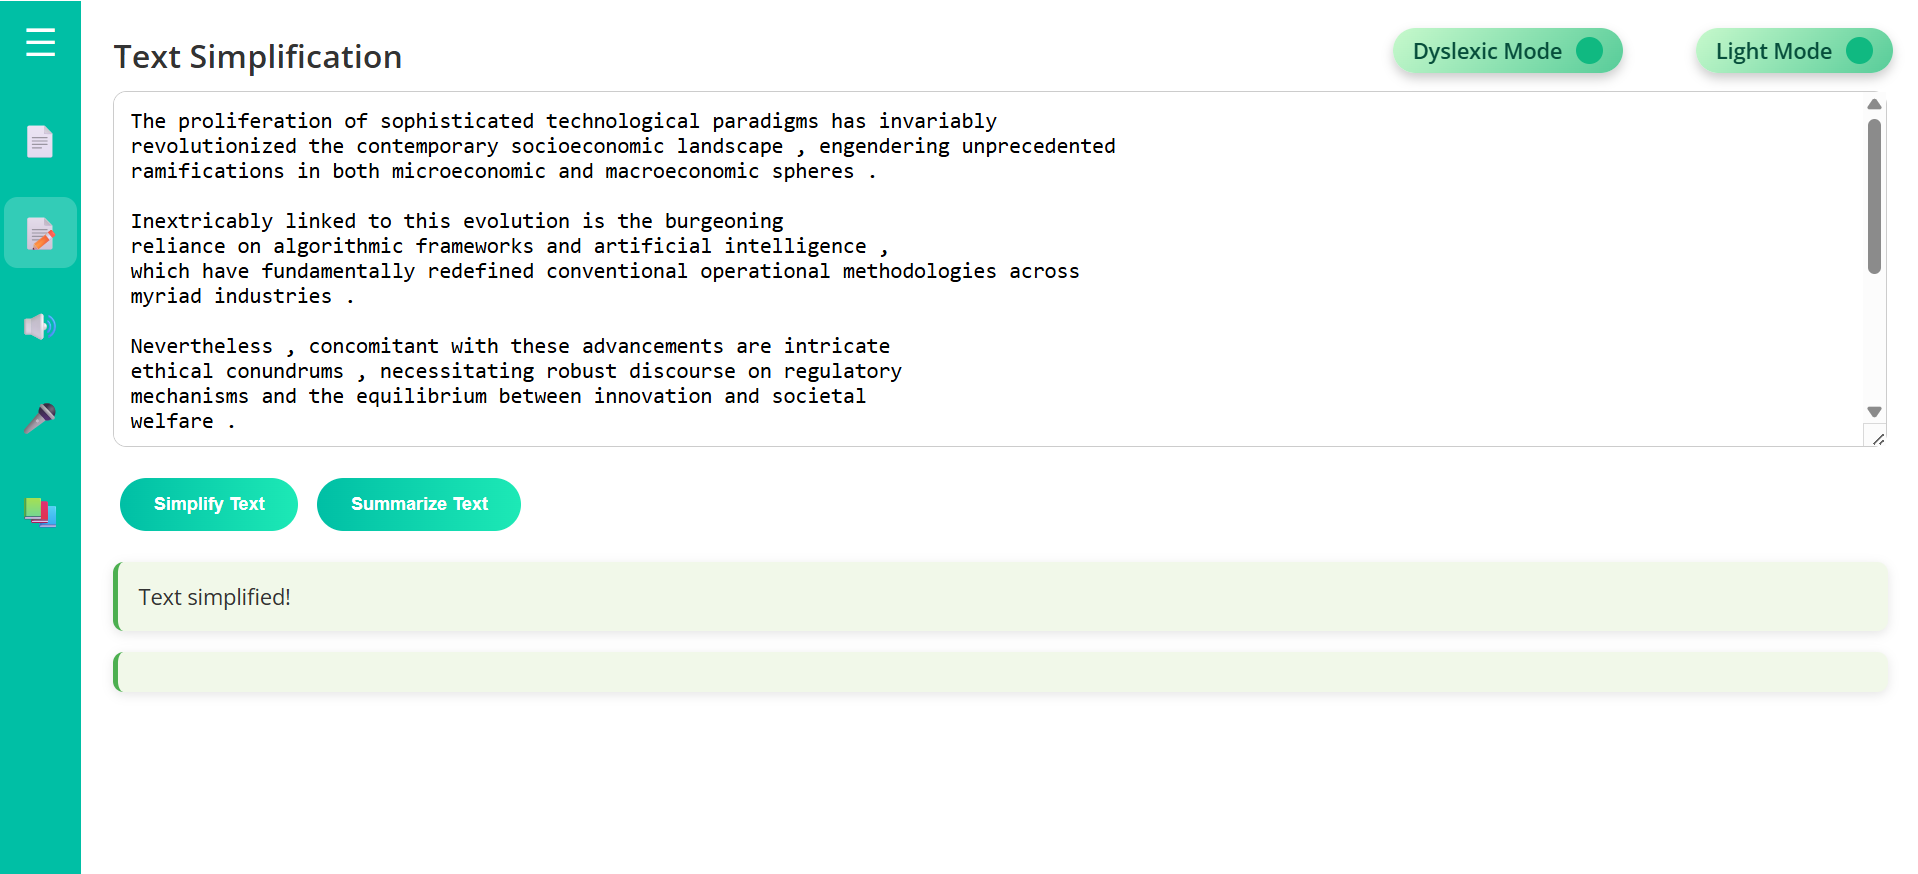 Text Simplification
Dyslexic Mode
Light Mode
The proliferation of sophisticated technological paradigms has invariably
revolutionized the contemporary socioeconomic landscape , engendering unprecedented
ramifications in both microeconomic and macroeconomic spheres .
Inextricably linked to this evolution is the burgeoning
reliance on algorithmic frameworks and artificial intelligence ,
which have fundamentally redefined conventional operational methodologies across
myriad industries .
Nevertheless , concomitant with these advancements are intricate
ethical conundrums , necessitating robust discourse on regulatory
mechanisms and the equilibrium between innovation and societal
welfare .
Simplify Text
Summarize Text
Text simplified!